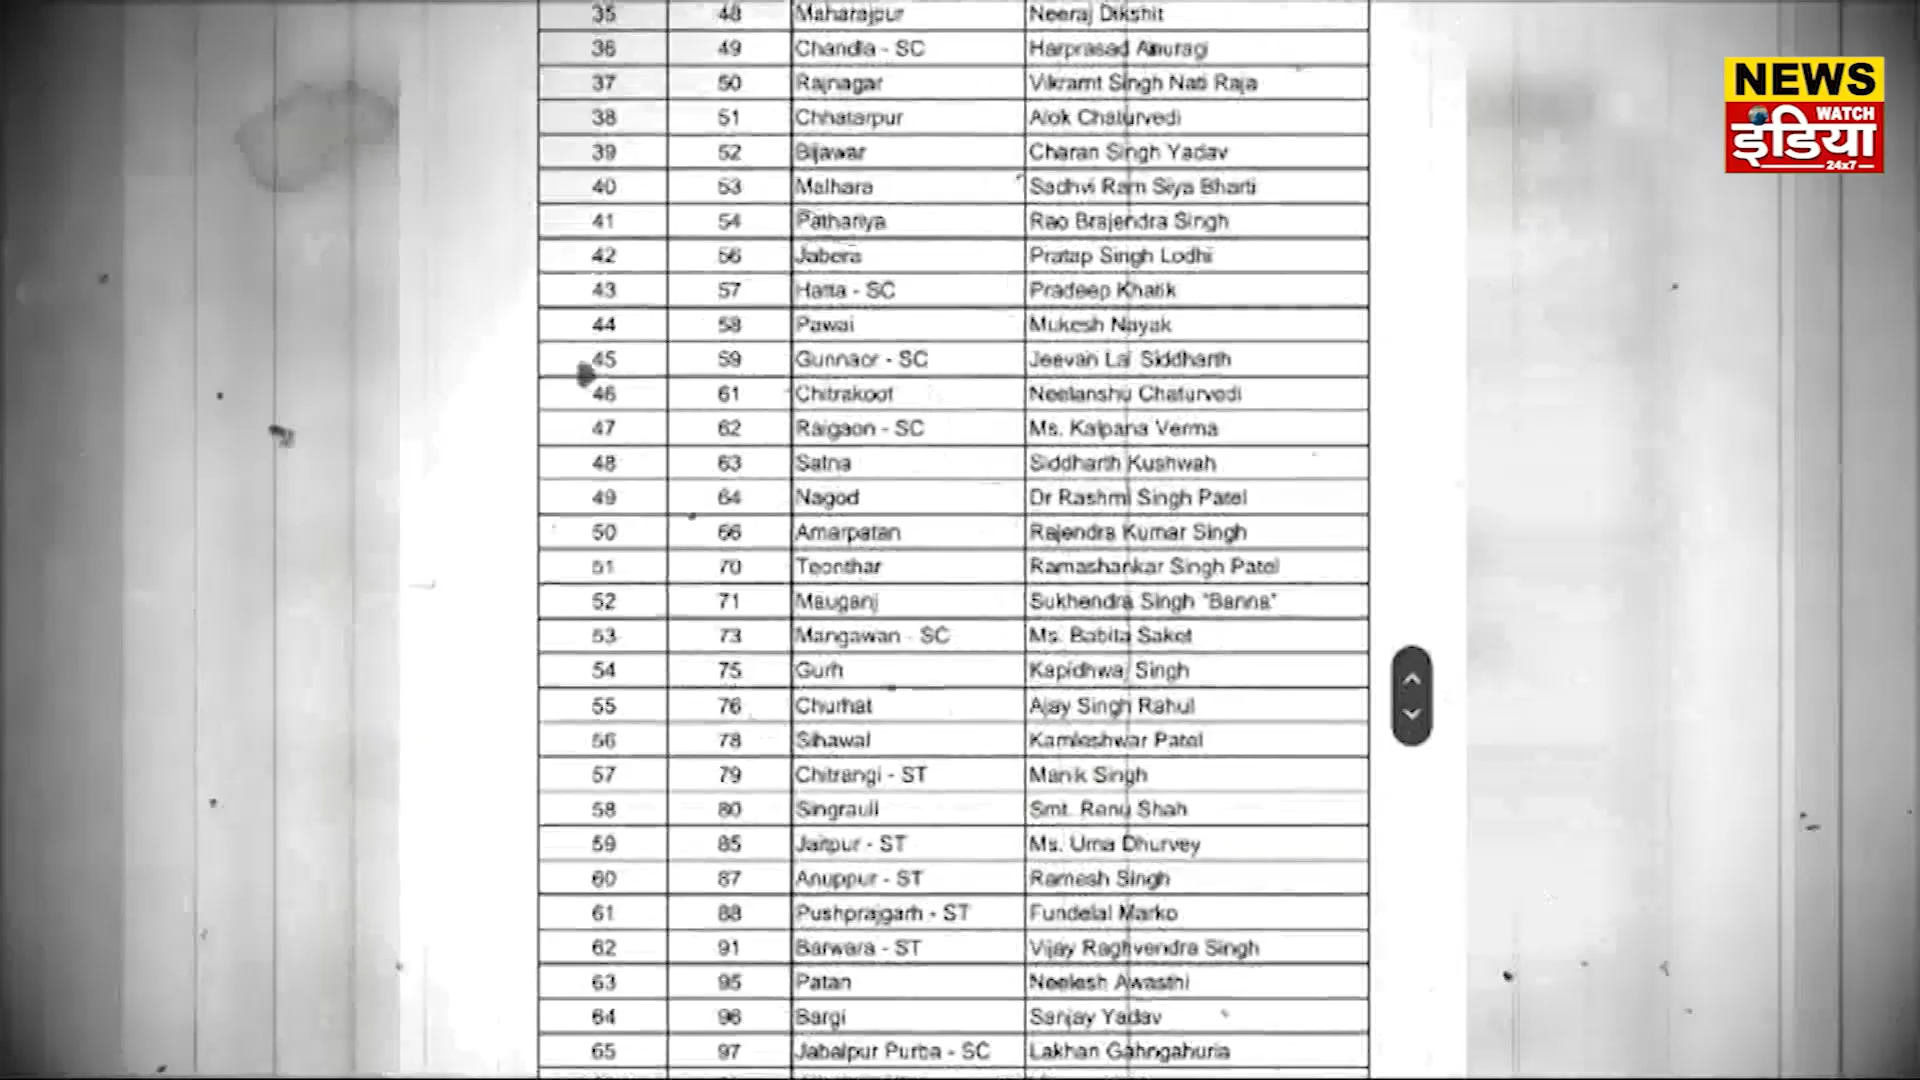 35 48 Maharajpur Neeraj Dikshit
36 49 Chandla - SC Harprasad Anuragi
37 50 Rajnagar Vikramt Singh Nati Raja
38 51 Chhatarpur Alok Chaturvedi
39 52 Bijawar Charan Singh Yadav
40 53 Malhara Sadhvi Ram Siya Bharti
41 54 Pathariya Rao Brajendra Singh
42 56 Jabera Pratap Singh Lodhi
43 57 Hatta - SC Pradeep Khatik
44 58 Pawai Mukesh Nayak
45 59 Gunnaor - SC Jeevan Lal Siddharth
46 61 Chitrakoot Neelanshu Chaturvedi
47 62 Raigaon - SC Ms. Kalpana Verma
48 63 Satna Siddharth Kushwah
49 64 Nagod Dr Rashmi Singh Patel
50 66 Amarpatan Rajendra Kumar Singh
51 70 Teonthar Ramashankar Singh Patel
52 71 Mauganj Sukhendra Singh "Banna"
53 73 Mangawan - SC Ms. Babita Saket
54 75 Gurh Kapidhwaj Singh
55 76 Churhat Ajay Singh Rahul
56 78 Sihawal Kamleshwar Patel
57 79 Chitrangi - ST Manik Singh
58 80 Singrauli Smt. Renu Shah
59 85 Jaitpur - ST Ms. Uma Dhurvey
60 87 Anuppur - ST Ramesh Singh
61 88 Pushprajgarh - ST Fundelal Marko
62 91 Barwara - ST Vijay Raghvendra Singh
63 95 Patan Neelesh Awasthi
64 96 Bargi Sanjay Yadav
65 97 Jabalpur Purba - SC Lakhan Ghanghoria
NEWS
WATCH
इंडिया
24x7